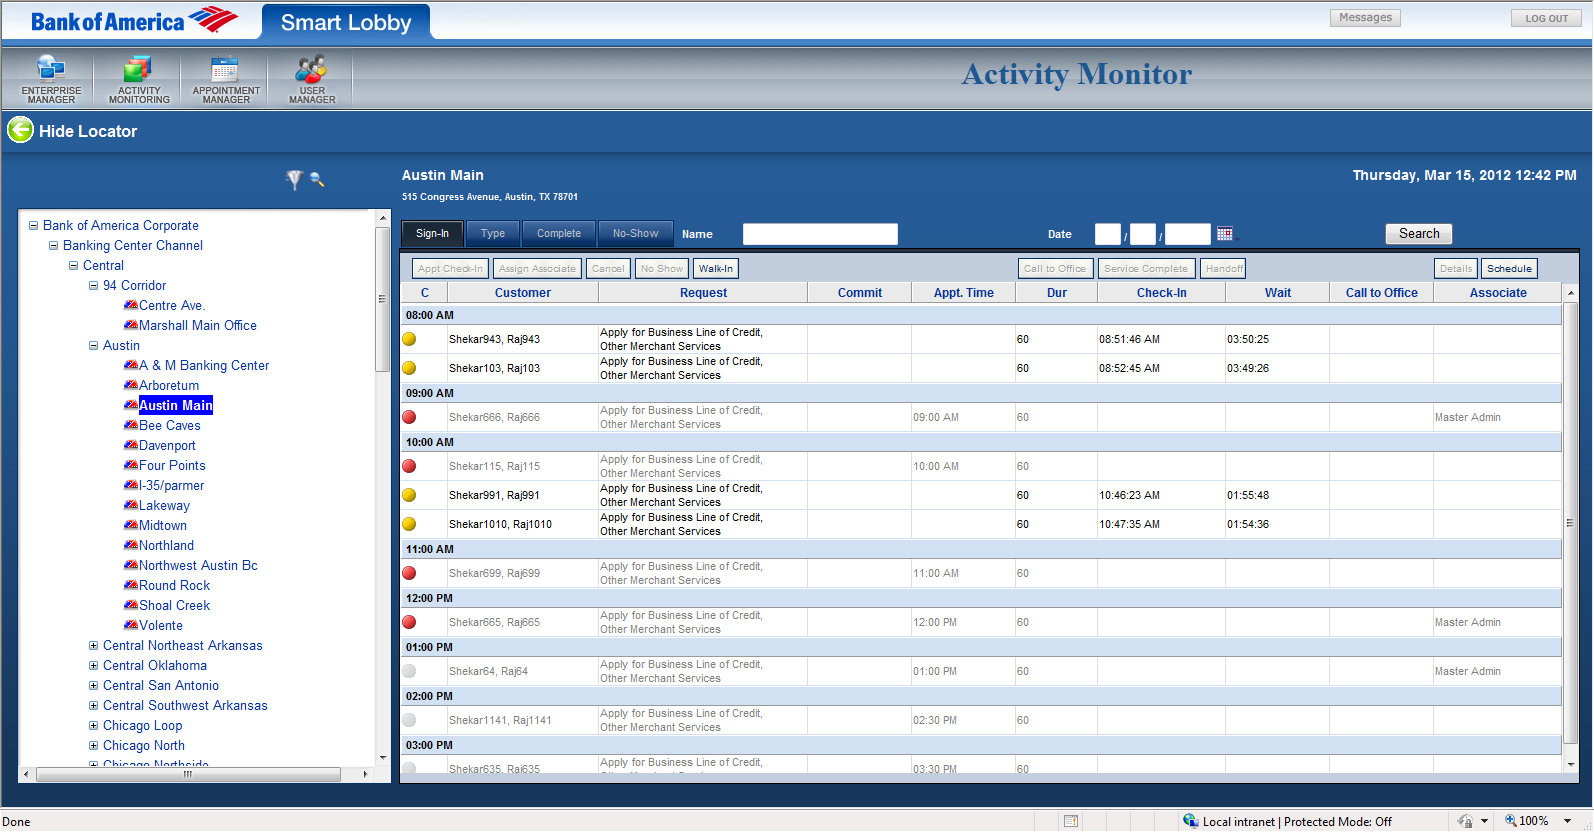 Bank of America
Smart Lobby
Messages
LOG OUT
ENTERPRISE MANAGER
ACTIVITY MONITORING
APPOINTMENT MANAGER
USER MANAGER
Activity Monitor
Hide Locator
Austin Main
Thursday, Mar 15, 2012 12:42 PM
515 Congress Avenue, Austin, TX 78701
Bank of America Corporate
Banking Center Channel
Central
94 Corridor
Centre Ave.
Marshall Main Office
Austin
A & M Banking Center
Arboretum
Austin Main
Bee Caves
Davenport
Four Points
I-35/parmer
Lakeway
Midtown
Northland
Northwest Austin Bc
Round Rock
Shoal Creek
Volente
Central Northeast Arkansas
Central Oklahoma
Central San Antonio
Central Southwest Arkansas
Chicago Loop
Chicago North
Chicago Northside
Sign-In Type Complete No-Show Name Date / / Search
Appt Check-In Assign Associate Cancel No Show Walk-In Call to Office Service Complete Handoff Details Schedule
C Customer Request Commit Appt. Time Dur Check-In Wait Call to Office Associate
08:00 AM
Shekar943, Raj943 Apply for Business Line of Credit, Other Merchant Services 60 08:51:46 AM 03:50:25
Shekar103, Raj103 Apply for Business Line of Credit, Other Merchant Services 60 08:52:45 AM 03:49:26
09:00 AM
Shekar666, Raj666 Apply for Business Line of Credit, Other Merchant Services 09:00 AM 60 Master Admin
10:00 AM
Shekar115, Raj115 Apply for Business Line of Credit, Other Merchant Services 10:00 AM 60
Shekar991, Raj991 Apply for Business Line of Credit, Other Merchant Services 60 10:46:23 AM 01:55:48
Shekar1010, Raj1010 Apply for Business Line of Credit, Other Merchant Services 60 10:47:35 AM 01:54:36
11:00 AM
Shekar699, Raj699 Apply for Business Line of Credit, Other Merchant Services 11:00 AM 60
12:00 PM
Shekar665, Raj665 Apply for Business Line of Credit, Other Merchant Services 12:00 PM 60 Master Admin
01:00 PM
Shekar64, Raj64 Apply for Business Line of Credit, Other Merchant Services 01:00 PM 60 Master Admin
02:00 PM
Shekar1141, Raj1141 Apply for Business Line of Credit, Other Merchant Services 02:30 PM 60
03:00 PM
Shekar635, Raj635 Apply for Business Line of Credit, Other Merchant Services 03:30 PM 60
Done
Local intranet | Protected Mode: Off
100%